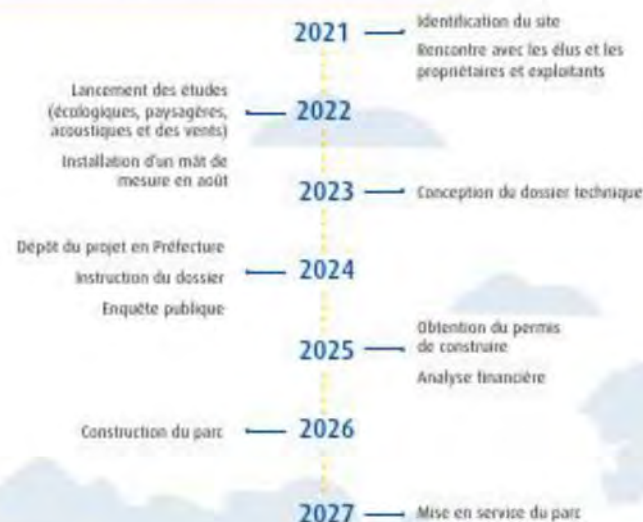 2021
Identification du site
Rencontre avec les élus et les
propriétaires et exploitants
Lancement des études
(écologiques, paysagères,
acoustiques et des vents)
Installation d'un mât de
mesure en août
2022
2023
Conception du dossier technique
Dépôt du projet en Préfecture
Instruction du dossier
Enquête publique
2024
2025
Obtention du permis
de construire
Analyse financière
Construction du parc
2026
2027
Mise en service du parc